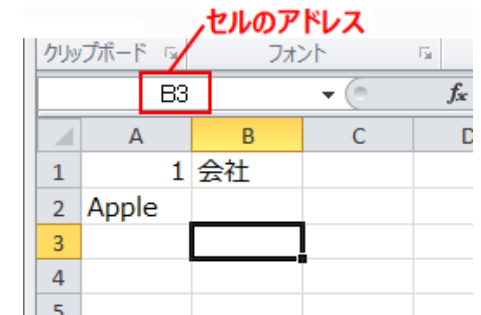 セルのアドレス
クリップボード フォント
B3 fx
A B C D
1 1 会社
2 Apple
3
4
5